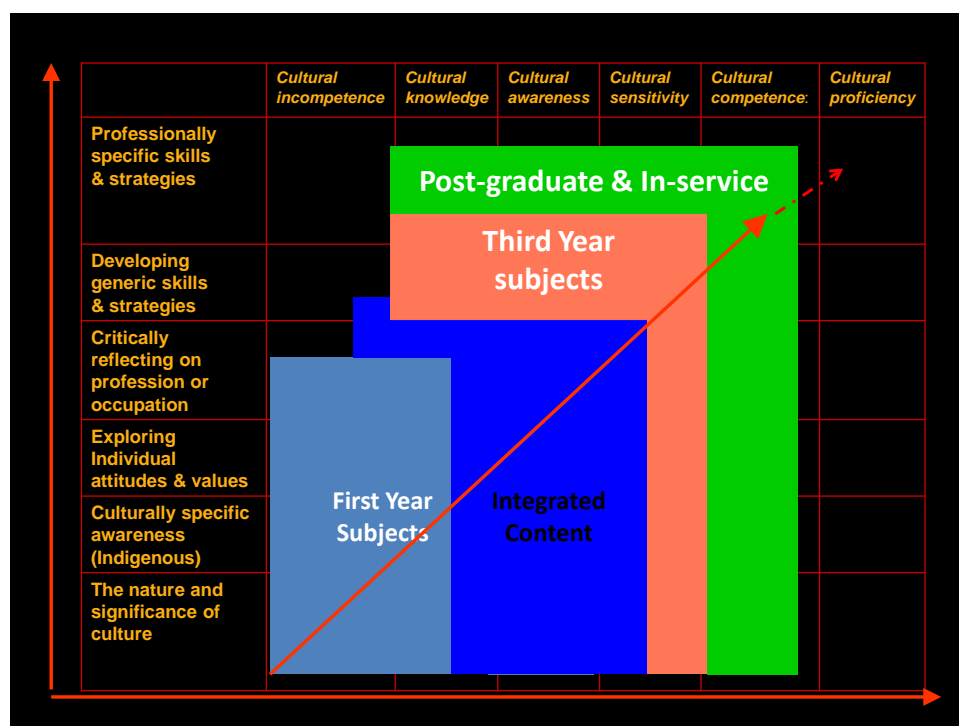 Cultural
incompetence
Cultural
knowledge
Cultural
awareness
Cultural
sensitivity
Cultural
competence:
Cultural
proficiency
Professionally
specific skills
& strategies
Post-graduate & In-service
Third Year
subjects
Developing
generic skills
& strategies
Critically
reflecting on
profession or
occupation
Exploring
Individual
attitudes & values
First Year
Subjects
Integrated
Content
Culturally specific
awareness
(Indigenous)
The nature and
significance of
culture